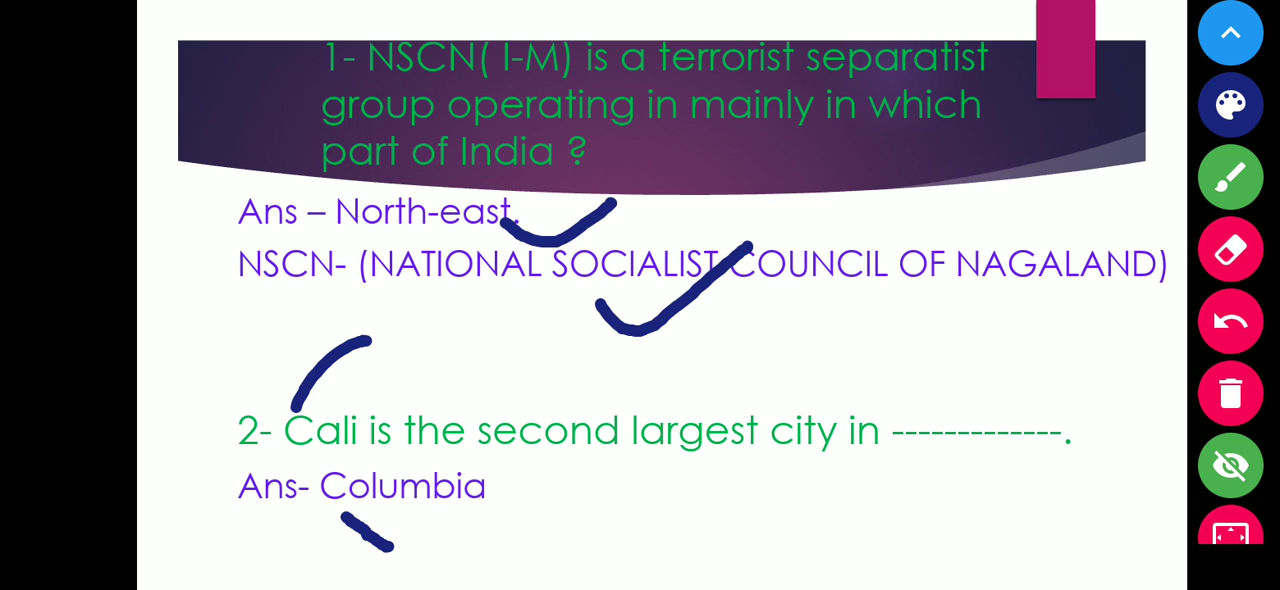 1- NSCN( I-M) is a terrorist separatist
group operating in mainly in which
part of India ?
Ans – North-east.
NSCN- (NATIONAL SOCIALIST COUNCIL OF NAGALAND)
2- Cali is the second largest city in -------------.
Ans- Columbia